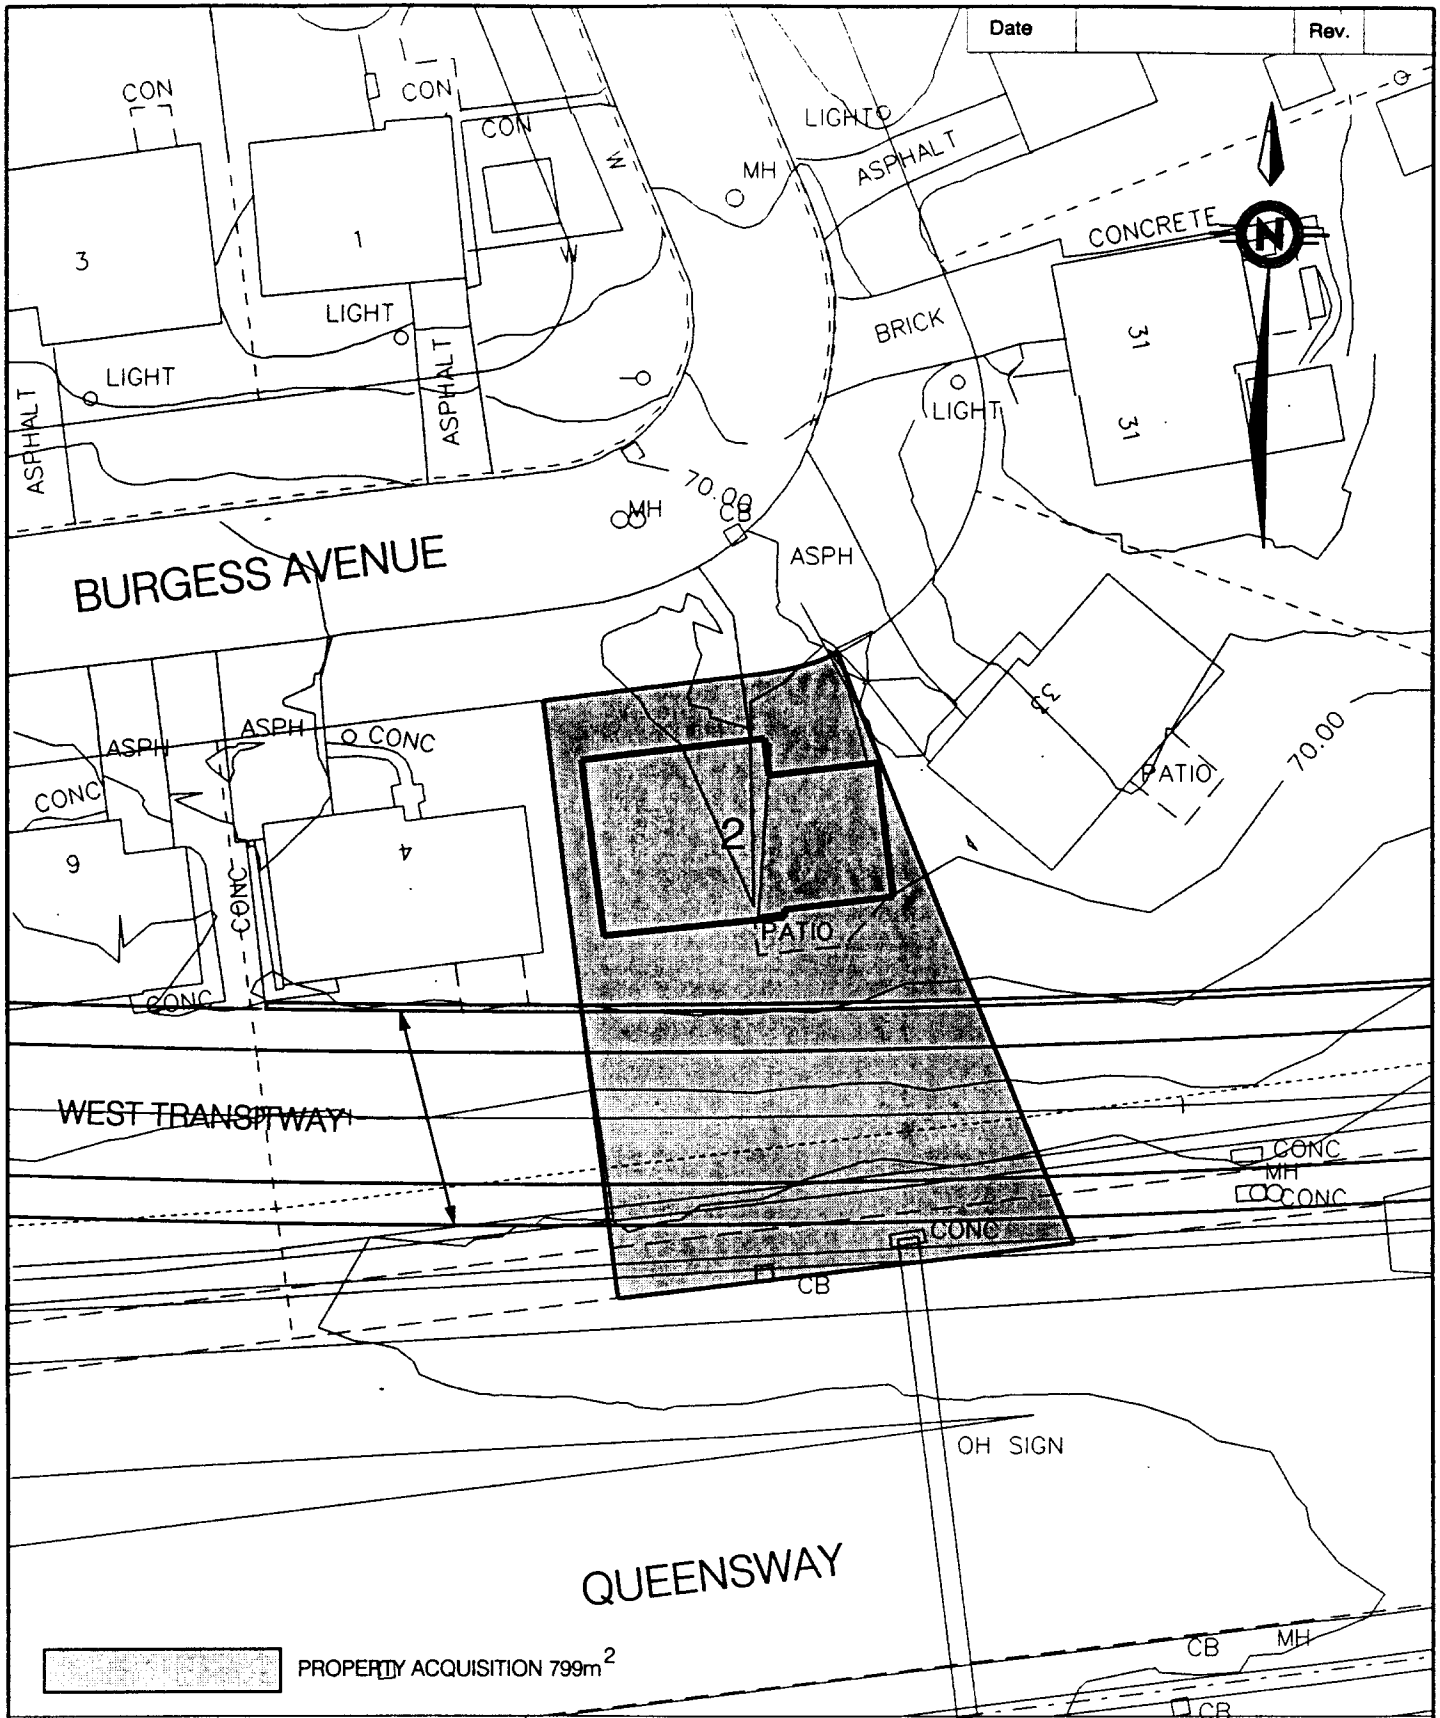 Date
Rev.
CON
CON
CON
LIGHT
ASPHALT
W
MH
CONCRETE
N
1
3
W
LIGHT
BRICK
31
LIGHT
ASPHALT
ASPHALT
LIGHT
31
70.00
MH
CB
ASPH
BURGESS AVENUE
33
ASPH
ASPH
CONC
70.00
PATIO
CONC
2
4
6
CONC
PATIO
CONC
WEST TRANSITWAY
CONC
MH
CONC
CONC
CB
OH SIGN
QUEENSWAY
CB
MH
PROPERTY ACQUISITION 799m²
CB